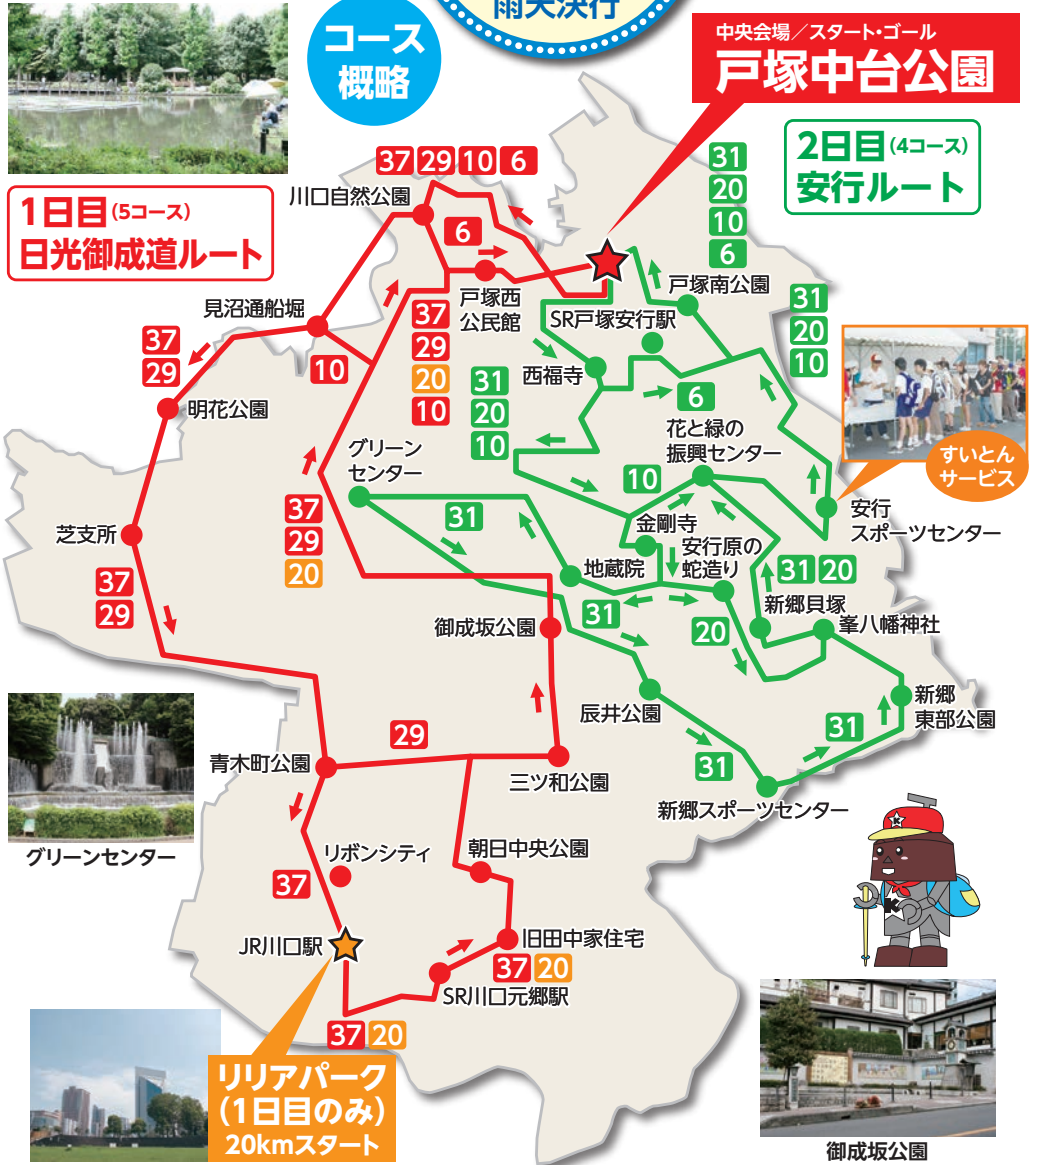 雨天決行
コース
概略
中央会場／スタート・ゴール
戸塚中台公園
2日目(4コース)
安行ルート
1日目(5コース)
日光御成道ルート
37 29 10 6
川口自然公園
6
31
20
10
6
戸塚西
公民館
戸塚南公園
SR戸塚安行駅
見沼通船堀
37
29
10
37
29
20
10
31
20
10
西福寺
6
31
20
10
すいとん
サービス
明花公園
グリーン
センター
花と緑の
振興センター
10
安行
スポーツセンター
37
29
20
31
金剛寺
安行原の
蛇造り
地蔵院
31 20
芝支所
37
29
31
20
新郷貝塚
峯八幡神社
御成坂公園
辰井公園
新郷
東部公園
31
31
29
青木町公園
三ツ和公園
新郷スポーツセンター
グリーンセンター
リボンシティ
朝日中央公園
37
JR川口駅
旧田中家住宅
37 20
SR川口元郷駅
37 20
リリアパーク
(1日目のみ)
20kmスタート
K
御成坂公園